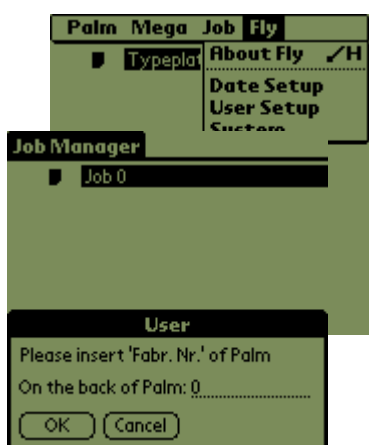 Palm Mega Job Fly
Typeplat
About Fly ✓H
Date Setup
User Setup
System
Job Manager
Job 0
User
Please insert 'Fabr. Nr.' of Palm
On the back of Palm: 0
OK Cancel